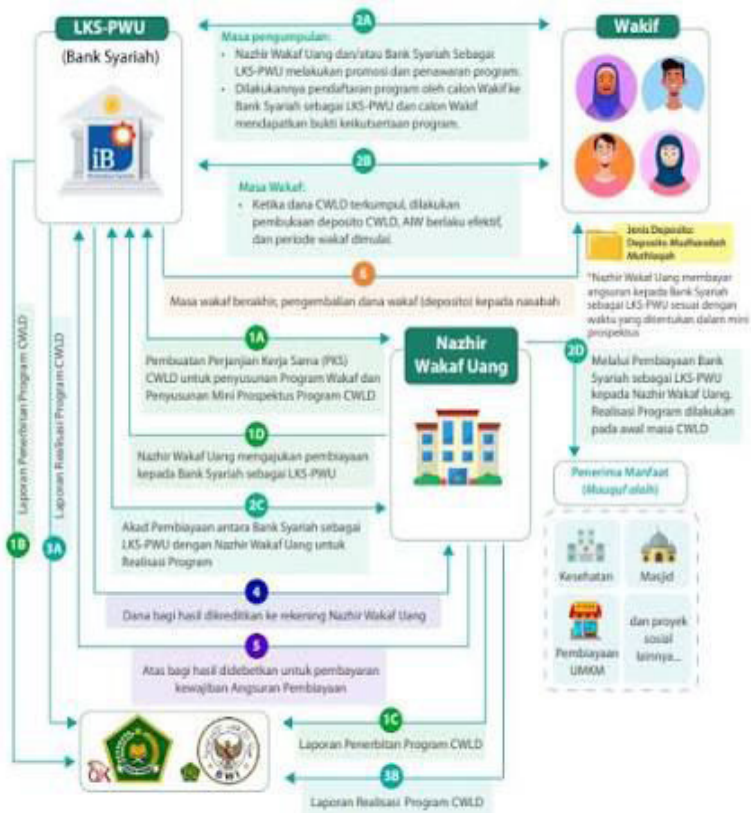 LKS-PWU
(Bank Syariah)
iB
2A
Masa pengumpulan:
• Nazhir Wakaf Uang dan/atau Bank Syariah Sebagai
LKS-PWU melakukan promosi dan penawaran program.
• Dilakukannya pendaftaran program oleh calon Wakif ke
Bank Syariah sebagai LKS-PWU dan calon Wakif
mendapatkan bukti keikutsertaan program.
Wakif
2B
Masa Wakaf:
• Ketika dana CWLD terkumpul, dilakukan
pembukaan deposito CWLD, AIW berlaku efektif,
dan periode wakaf dimulai.
6
Masa wakaf berakhir, pengembalian dana wakaf (deposito) kepada nasabah
Jenis Deposito:
Deposito Mudharabah
Muthlaqah
*Nazhir Wakaf Uang membayar
angsuran kepada Bank Syariah
sebagai LKS-PWU sesuai dengan
waktu yang ditentukan dalam mini
prospektus
1A
Pembuatan Perjanjian Kerja Sama (PKS)
CWLD untuk penyusunan Program Wakaf dan
Penyusunan Mini Prospektus Program CWLD
Nazhir
Wakaf Uang
2D
Melalui Pembiayaan Bank
Syariah sebagai LKS-PWU
kepada Nazhir Wakaf Uang.
Realisasi Program dilakukan
pada awal masa CWLD
1D
Nazhir Wakaf Uang mengajukan pembiayaan
kepada Bank Syariah sebagai LKS-PWU
2C
Akad Pembiayaan antara Bank Syariah sebagai
LKS-PWU dengan Nazhir Wakaf Uang untuk
Realisasi Program
Penerima Manfaat
(Mauquf alaih)
Kesehatan
Masjid
Pembiayaan
UMKM
dan proyek
sosial
lainnya...
4
Dana bagi hasil dikreditkan ke rekening Nazhir Wakaf Uang
5
Atas bagi hasil didebetkan untuk pembayaran
kewajiban Angsuran Pembiayaan
Laporan Penerbitan Program CWLD
1B
Laporan Realisasi Program CWLD
3A
1C
Laporan Penerbitan Program CWLD
3B
Laporan Realisasi Program CWLD
BWI